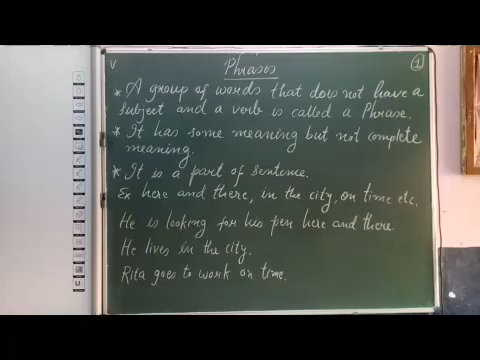 V
Phrases
1
* A group of words that does not have a
subject and a verb is called a Phrase.
* It has some meaning but not complete
meaning.
* It is a part of sentence.
Ex here and there, in the city, on time etc.
He is looking for his pen here and there.
He lives in the city.
Rita goes to work on time.
U